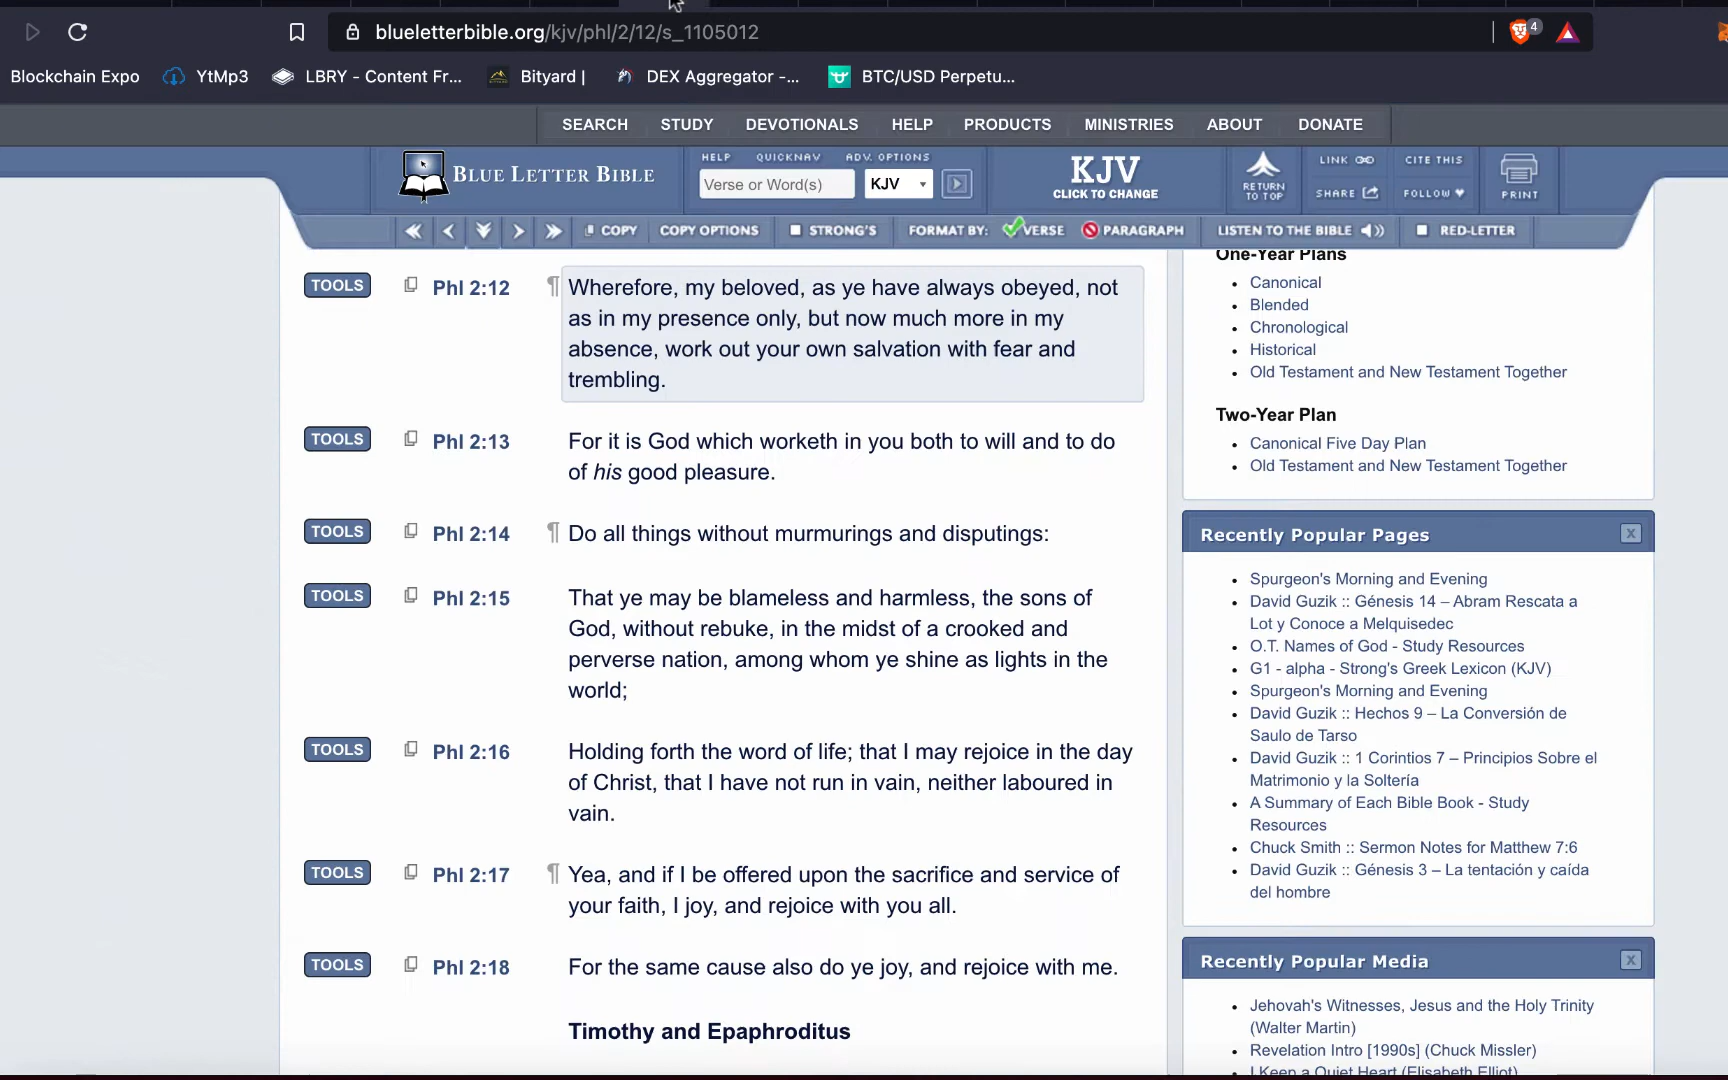 blueletterbible.org/kjv/phl/2/12/s_1105012
4
Blockchain Expo YtMp3 LBRY - Content Fr... Bityard | DEX Aggregator -... BTC/USD Perpetu...
SEARCH STUDY DEVOTIONALS HELP PRODUCTS MINISTRIES ABOUT DONATE
BLUE LETTER BIBLE
HELP QUICKNAV ADV. OPTIONS
Verse or Word(s) KJV
KJV
CLICK TO CHANGE
RETURN
TO TOP
LINK CITE THIS
SHARE FOLLOW
PRINT
COPY COPY OPTIONS STRONG'S FORMAT BY: VERSE PARAGRAPH LISTEN TO THE BIBLE RED-LETTER
TOOLS Phl 2:12 ¶ Wherefore, my beloved, as ye have always obeyed, not
as in my presence only, but now much more in my
absence, work out your own salvation with fear and
trembling.
TOOLS Phl 2:13 For it is God which worketh in you both to will and to do
of his good pleasure.
TOOLS Phl 2:14 ¶ Do all things without murmurings and disputings:
TOOLS Phl 2:15 That ye may be blameless and harmless, the sons of
God, without rebuke, in the midst of a crooked and
perverse nation, among whom ye shine as lights in the
world;
TOOLS Phl 2:16 Holding forth the word of life; that I may rejoice in the day
of Christ, that I have not run in vain, neither laboured in
vain.
TOOLS Phl 2:17 ¶ Yea, and if I be offered upon the sacrifice and service of
your faith, I joy, and rejoice with you all.
TOOLS Phl 2:18 For the same cause also do ye joy, and rejoice with me.
Timothy and Epaphroditus
One-Year Plans
Canonical
Blended
Chronological
Historical
Old Testament and New Testament Together
Two-Year Plan
Canonical Five Day Plan
Old Testament and New Testament Together
Recently Popular Pages X
Spurgeon's Morning and Evening
David Guzik :: Génesis 14 – Abram Rescata a
Lot y Conoce a Melquisedec
O.T. Names of God - Study Resources
G1 - alpha - Strong's Greek Lexicon (KJV)
Spurgeon's Morning and Evening
David Guzik :: Hechos 9 – La Conversión de
Saulo de Tarso
David Guzik :: 1 Corintios 7 – Principios Sobre el
Matrimonio y la Soltería
A Summary of Each Bible Book - Study
Resources
Chuck Smith :: Sermon Notes for Matthew 7:6
David Guzik :: Génesis 3 – La tentación y caída
del hombre
Recently Popular Media X
Jehovah's Witnesses, Jesus and the Holy Trinity
(Walter Martin)
Revelation Intro [1990s] (Chuck Missler)
I Keep a Quiet Heart (Elisabeth Elliot)